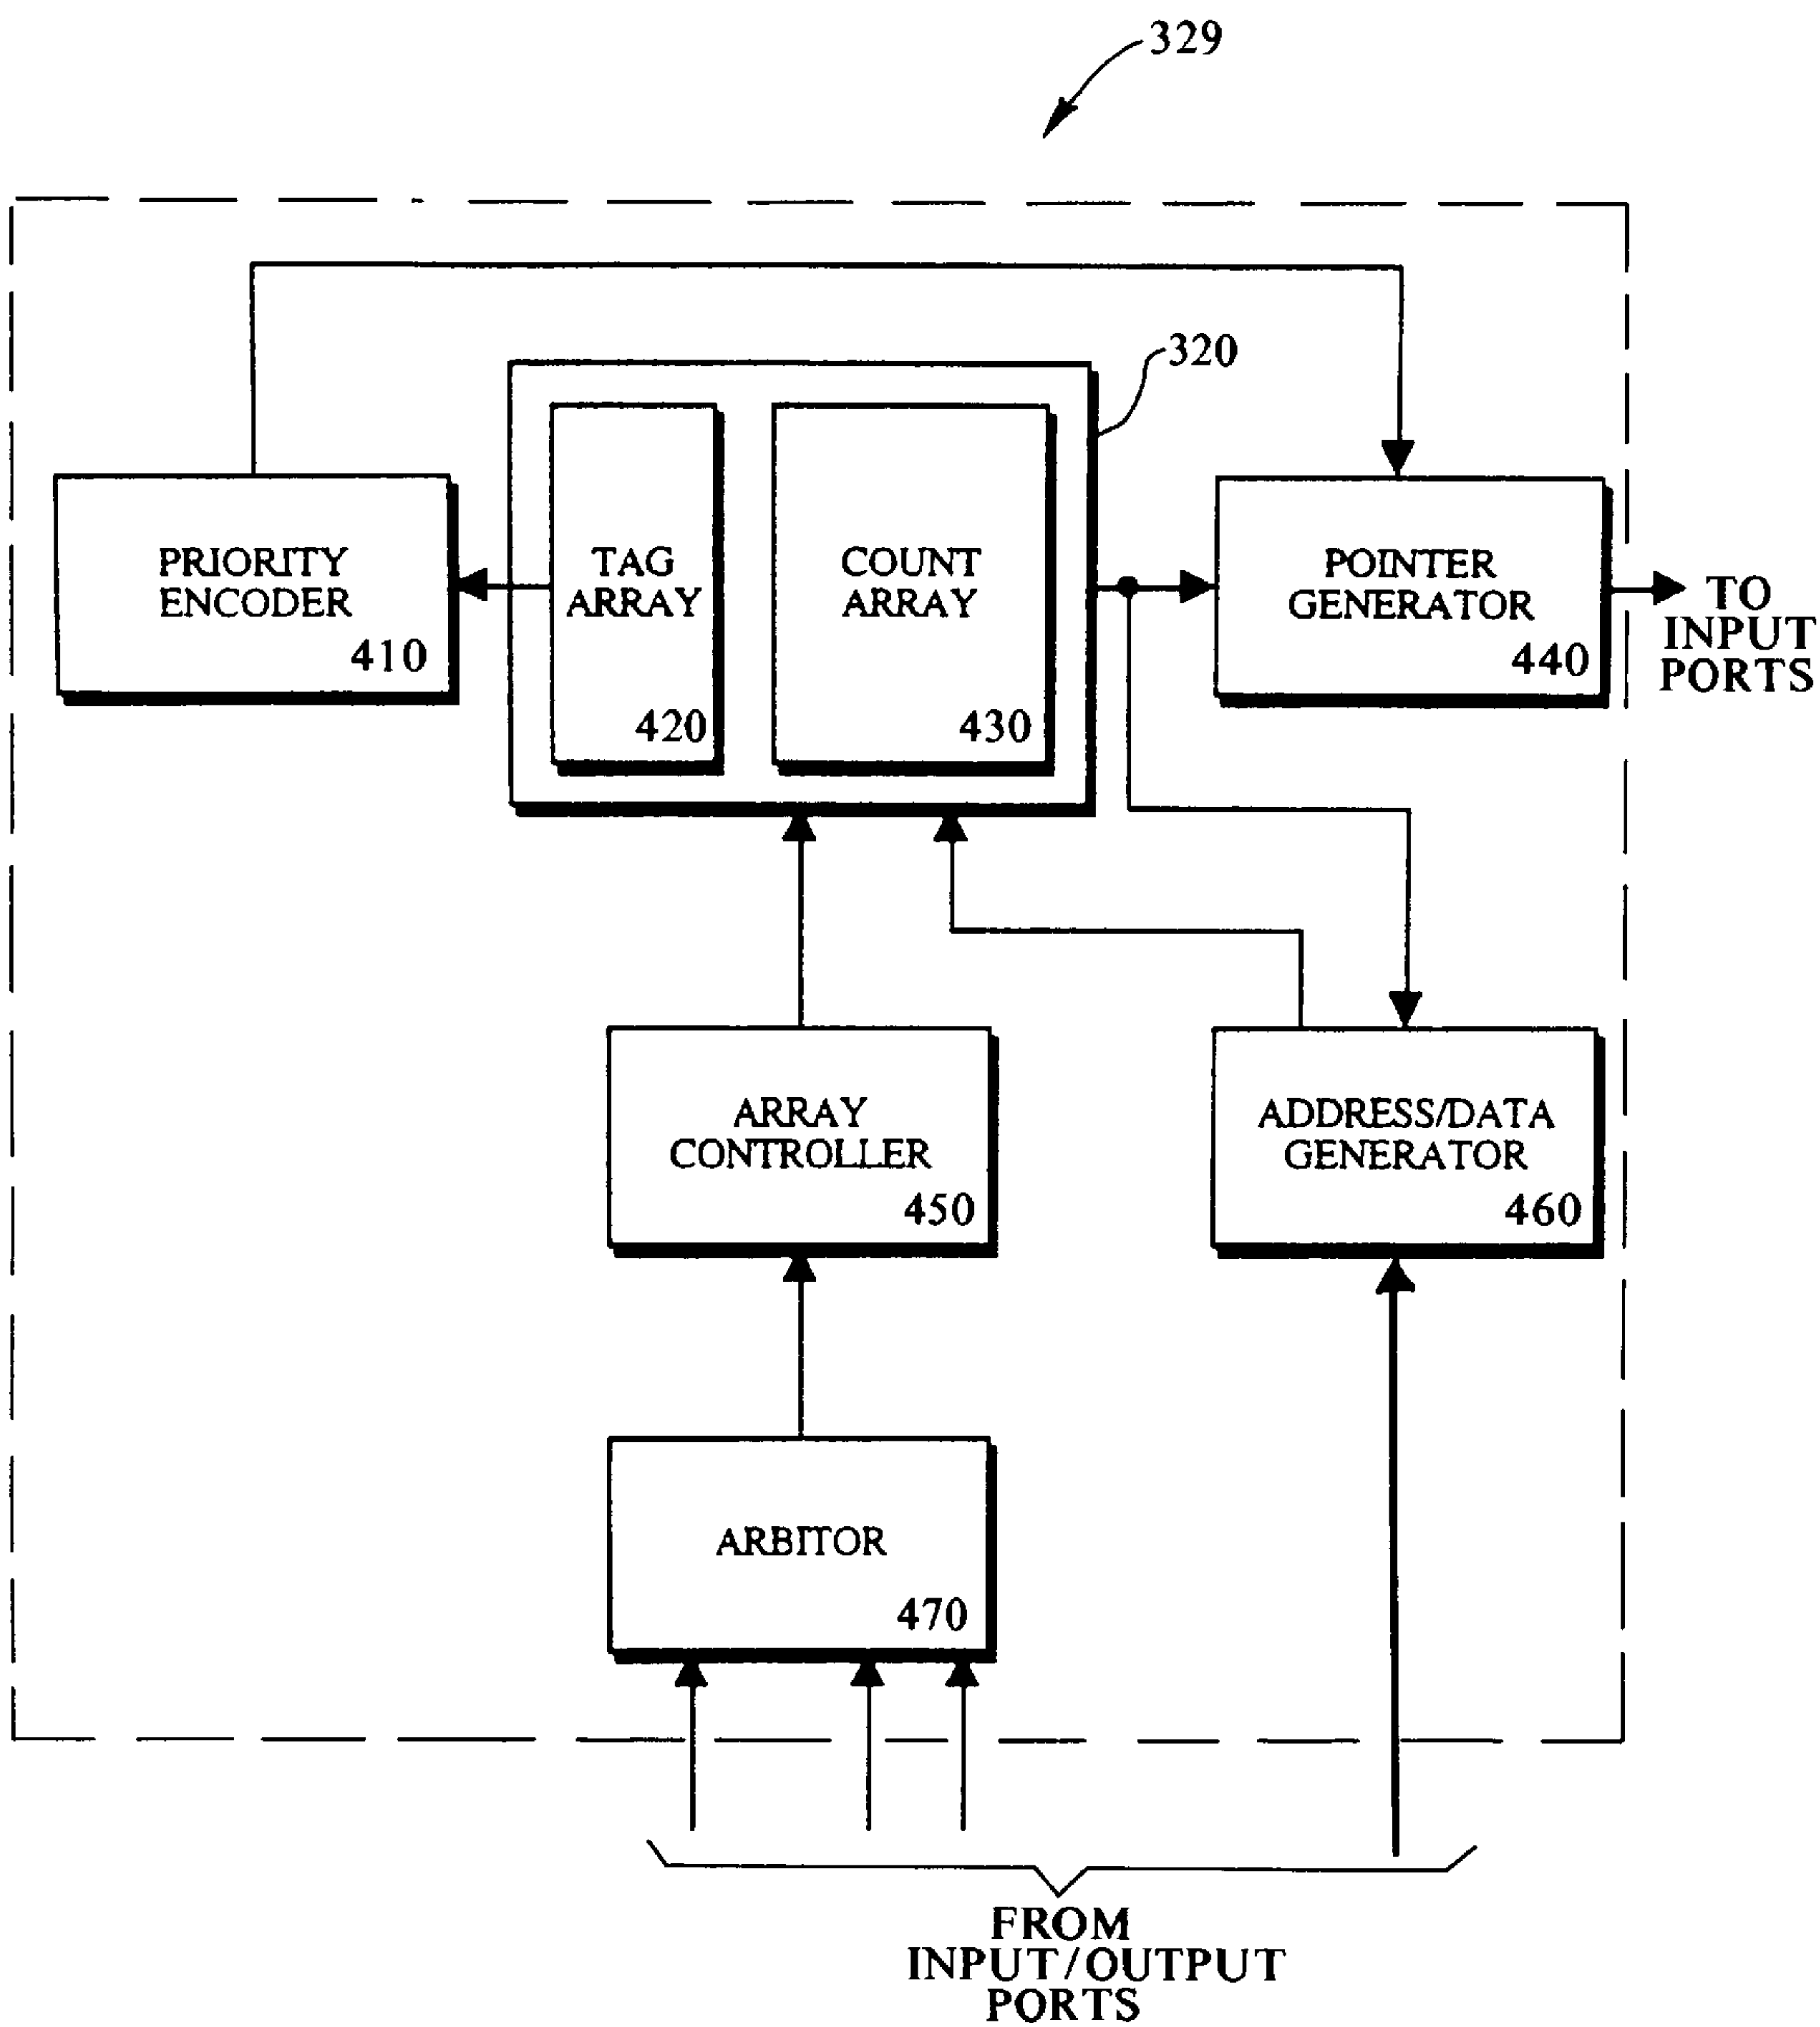 329
320
PRIORITY
ENCODER
410
TAG
ARRAY
420
COUNT
ARRAY
430
POINTER
GENERATOR
440
TO
INPUT
PORTS
ARRAY
CONTROLLER
450
ADDRESS/DATA
GENERATOR
460
ARBITOR
470
FROM
INPUT/OUTPUT
PORTS